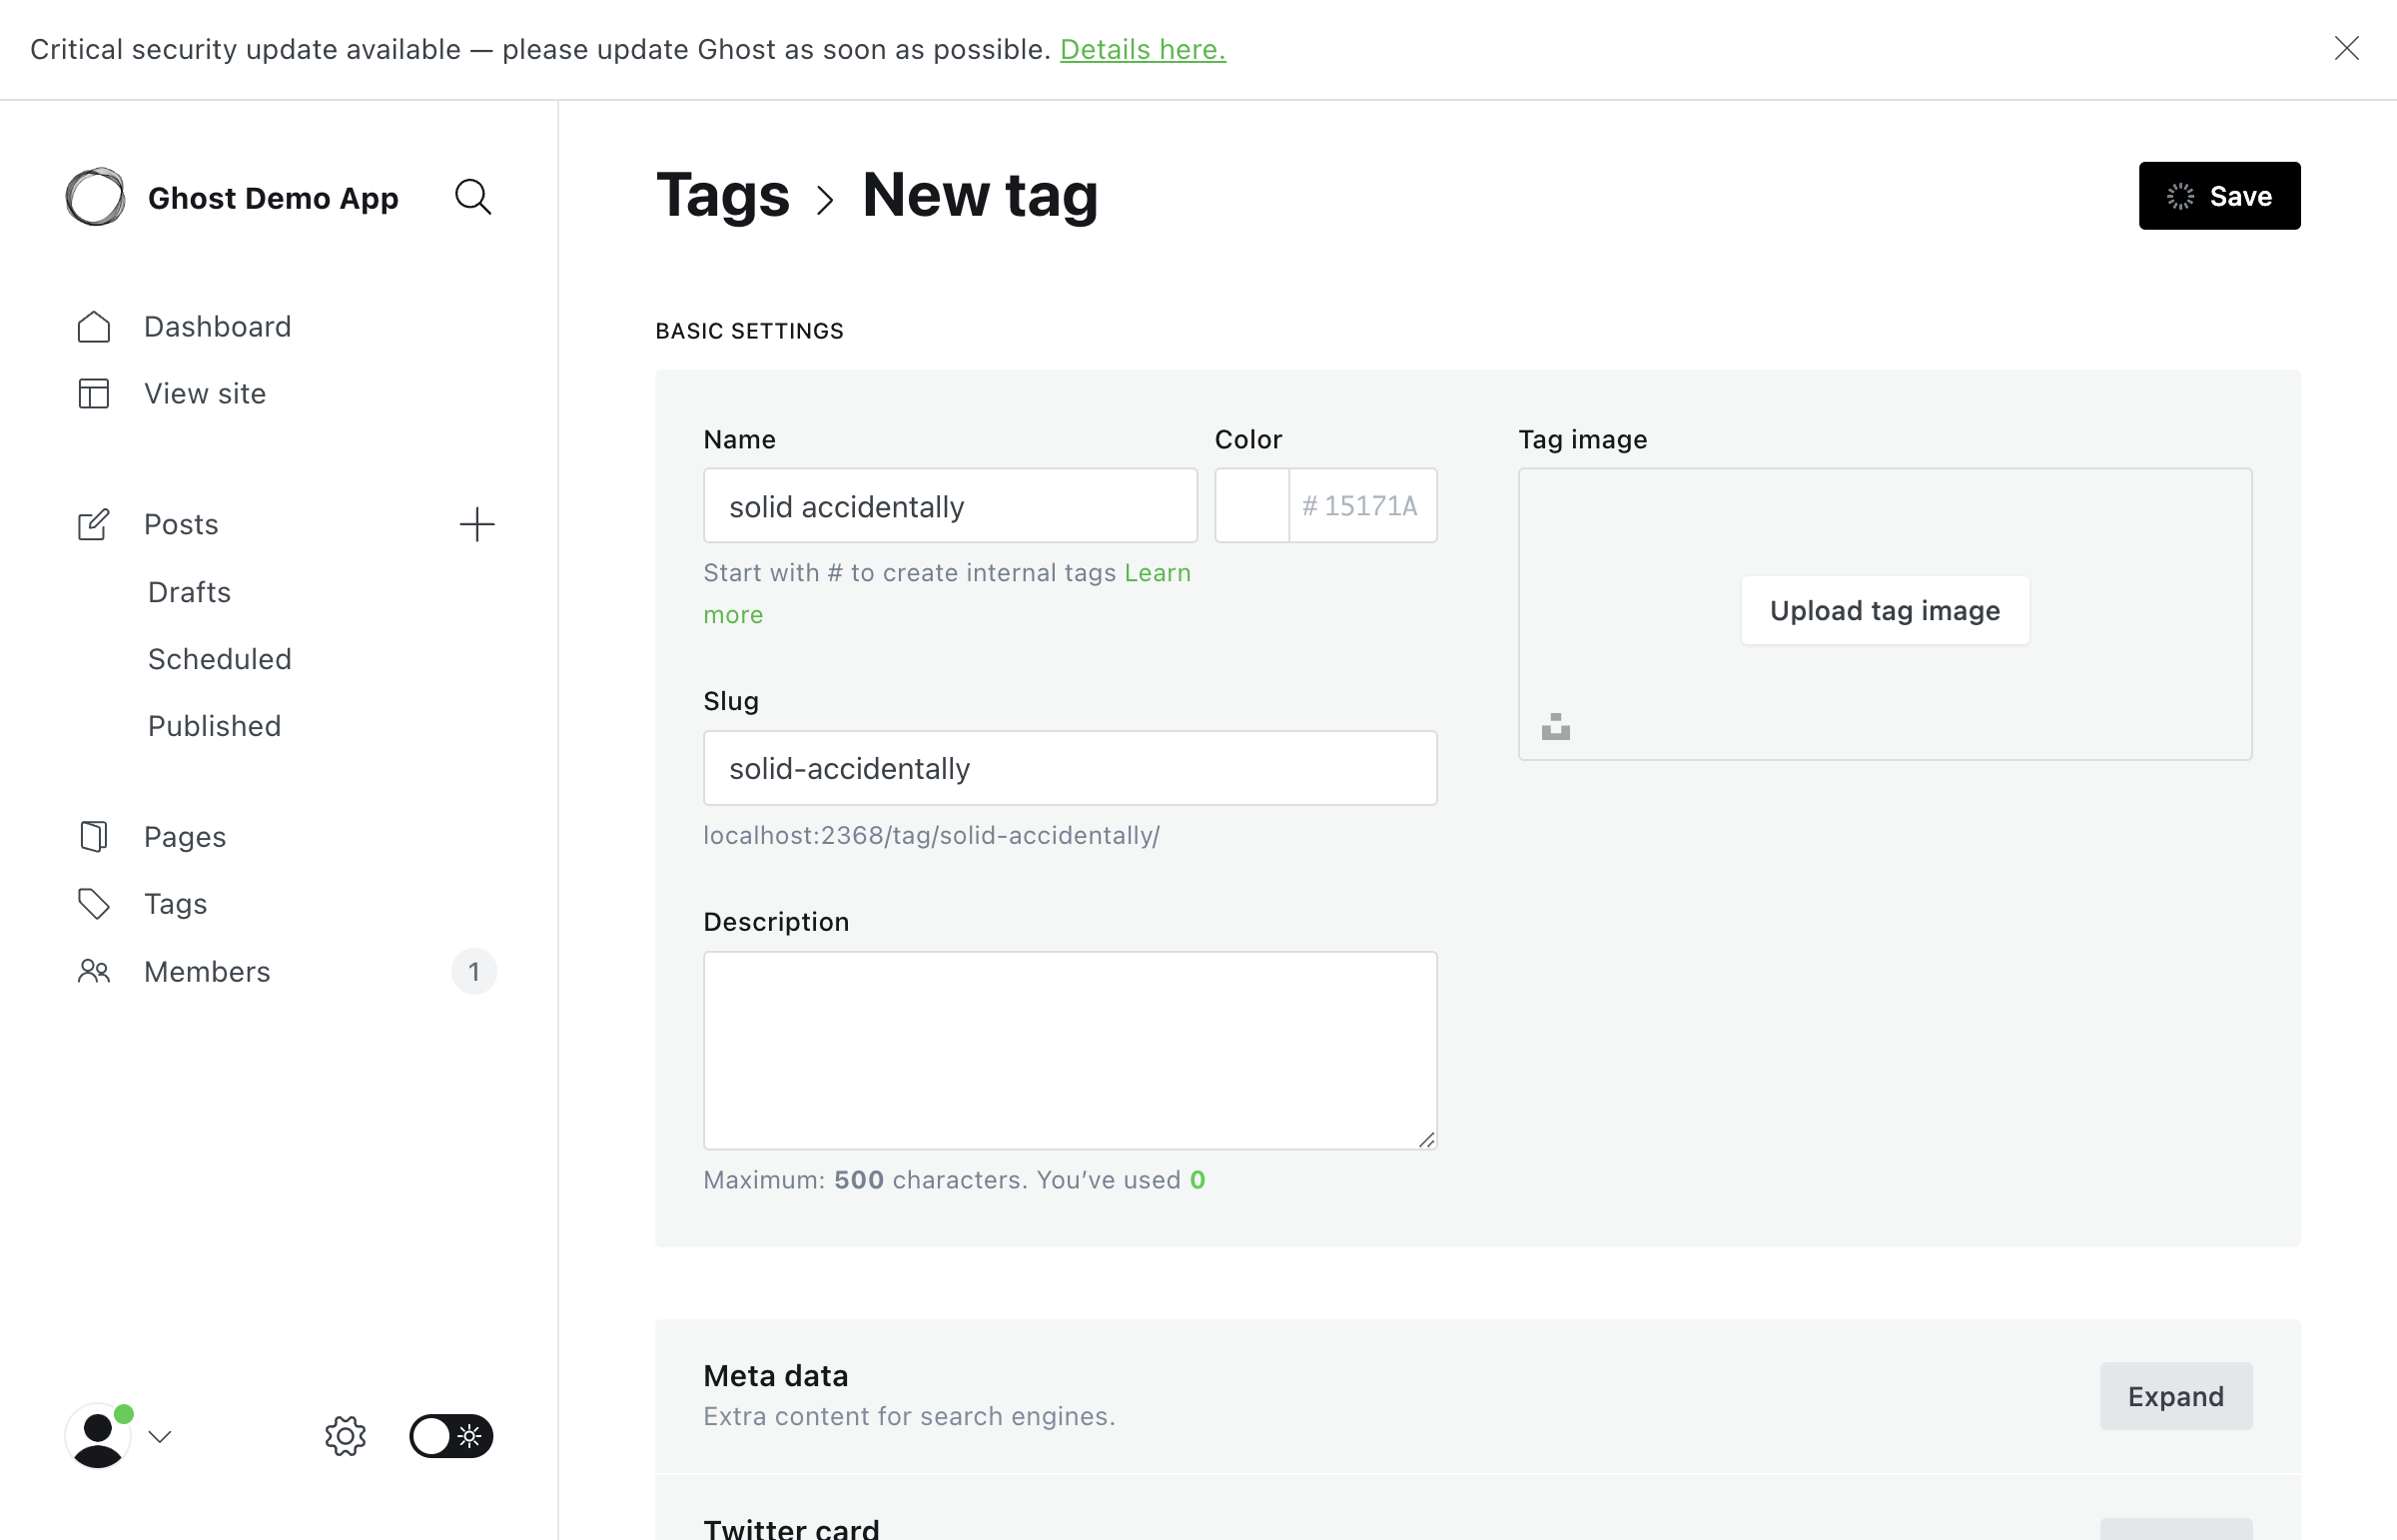 Critical security update available — please update Ghost as soon as possible. Details here.
Ghost Demo App
Dashboard
View site
Posts
Drafts
Scheduled
Published
Pages
Tags
Members
1
Tags
New tag
Save
BASIC SETTINGS
Name
solid accidentally
Start with # to create internal tags Learn
more
Color
# 15171A
Slug
solid-accidentally
localhost:2368/tag/solid-accidentally/
Description
Maximum: 500 characters. You’ve used 0
Tag image
Upload tag image
Meta data
Extra content for search engines.
Expand
Twitter card